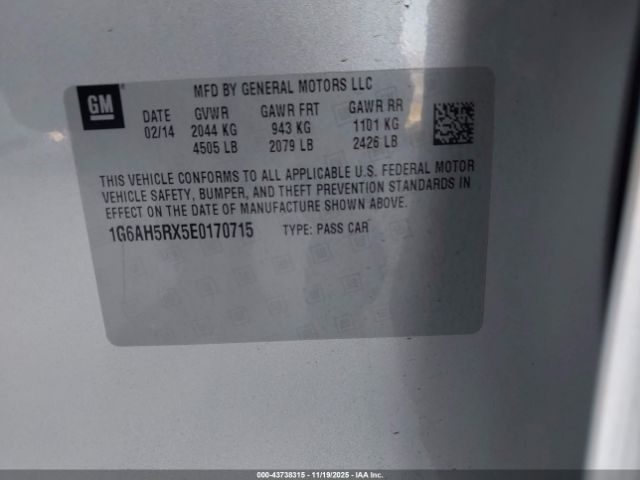 MFD BY GENERAL MOTORS LLC
GM
DATE GVWR GAWR FRT GAWR RR
02/14 2044 KG 943 KG 1101 KG
4505 LB 2079 LB 2426 LB
THIS VEHICLE CONFORMS TO ALL APPLICABLE U.S. FEDERAL MOTOR
VEHICLE SAFETY, BUMPER, AND THEFT PREVENTION STANDARDS IN
EFFECT ON THE DATE OF MANUFACTURE SHOWN ABOVE.
1G6AH5RX5E0170715 TYPE: PASS CAR
000-43738315 - 11/19/2025 - IAA Inc.